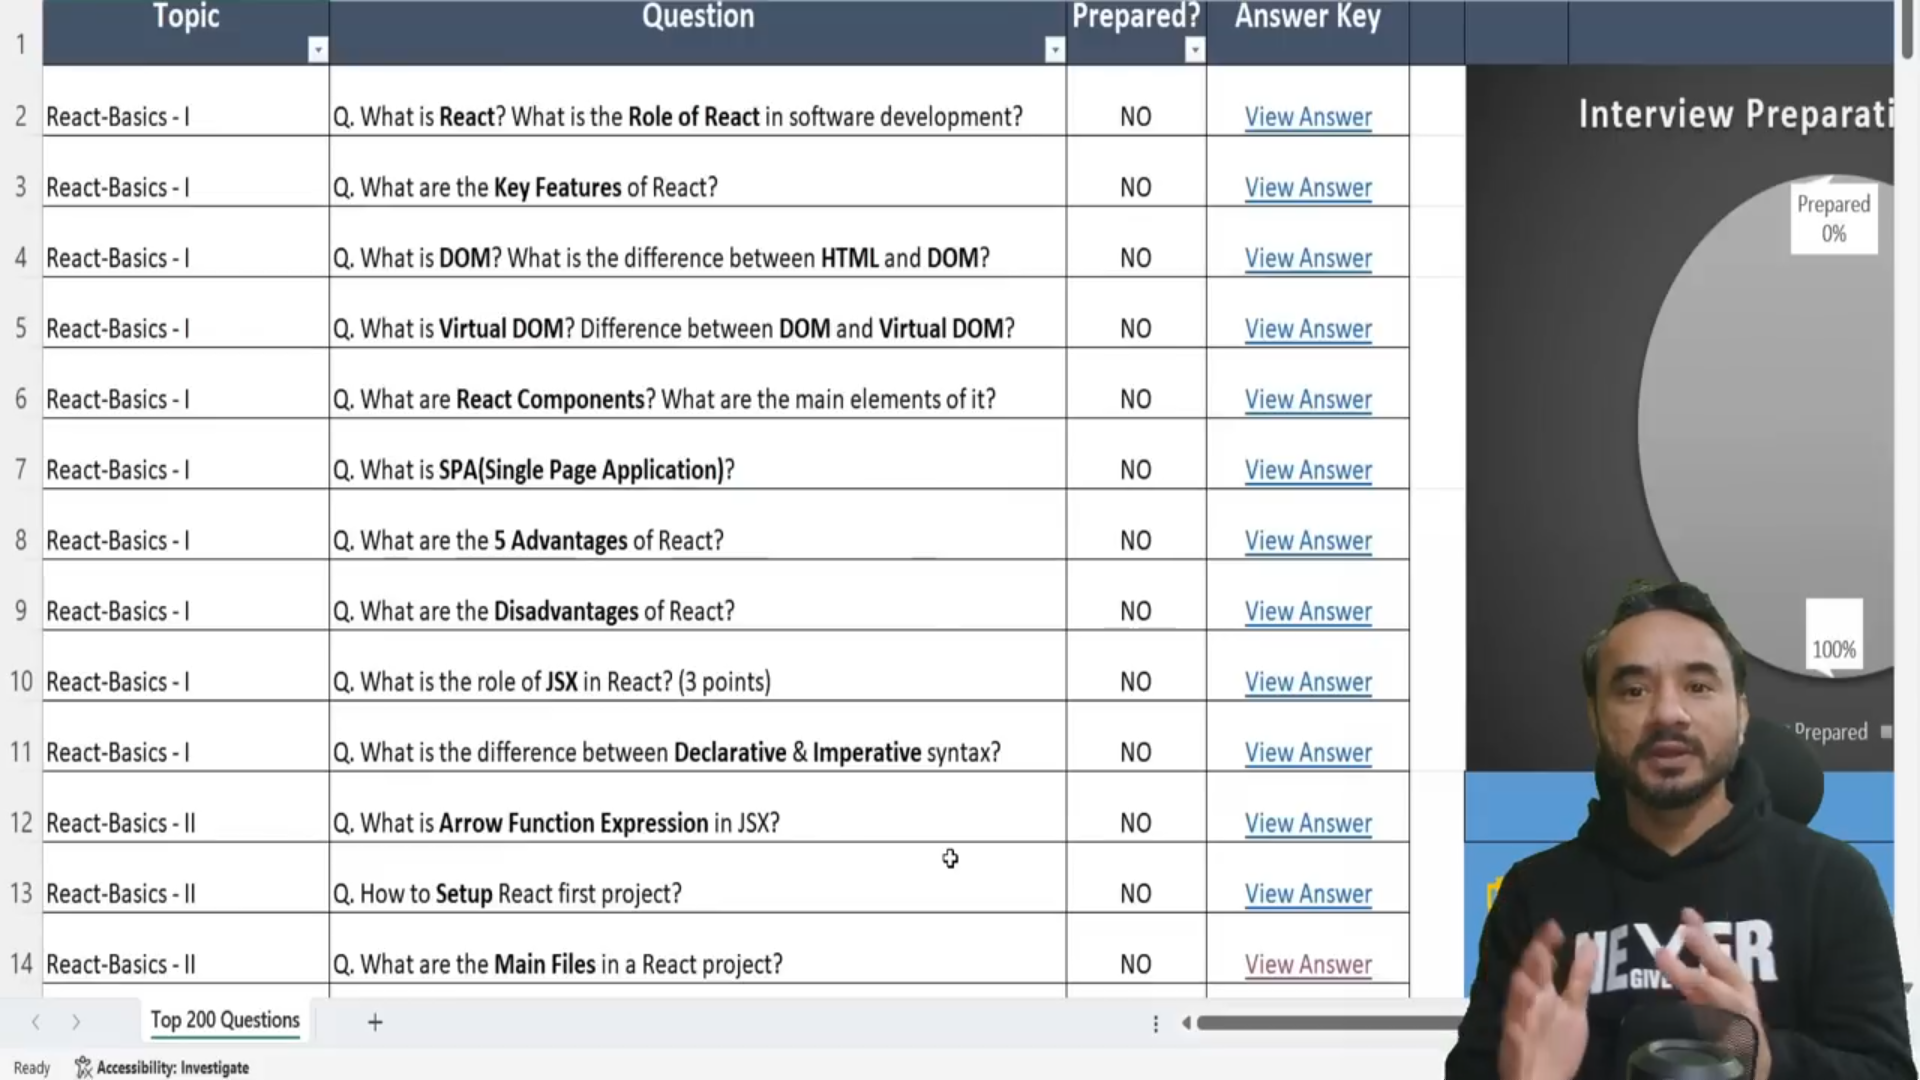 Topic Question Prepared? Answer Key
1
2 React-Basics - I Q. What is React? What is the Role of React in software development? NO View Answer
3 React-Basics - I Q. What are the Key Features of React? NO View Answer
4 React-Basics - I Q. What is DOM? What is the difference between HTML and DOM? NO View Answer
5 React-Basics - I Q. What is Virtual DOM? Difference between DOM and Virtual DOM? NO View Answer
6 React-Basics - I Q. What are React Components? What are the main elements of it? NO View Answer
7 React-Basics - I Q. What is SPA(Single Page Application)? NO View Answer
8 React-Basics - I Q. What are the 5 Advantages of React? NO View Answer
9 React-Basics - I Q. What are the Disadvantages of React? NO View Answer
10 React-Basics - I Q. What is the role of JSX in React? (3 points) NO View Answer
11 React-Basics - I Q. What is the difference between Declarative & Imperative syntax? NO View Answer
12 React-Basics - II Q. What is Arrow Function Expression in JSX? NO View Answer
13 React-Basics - II Q. How to Setup React first project? NO View Answer
14 React-Basics - II Q. What are the Main Files in a React project? NO View Answer
Interview Preparati
Prepared
0%
100%
Prepared
Top 200 Questions
Ready Accessibility: Investigate